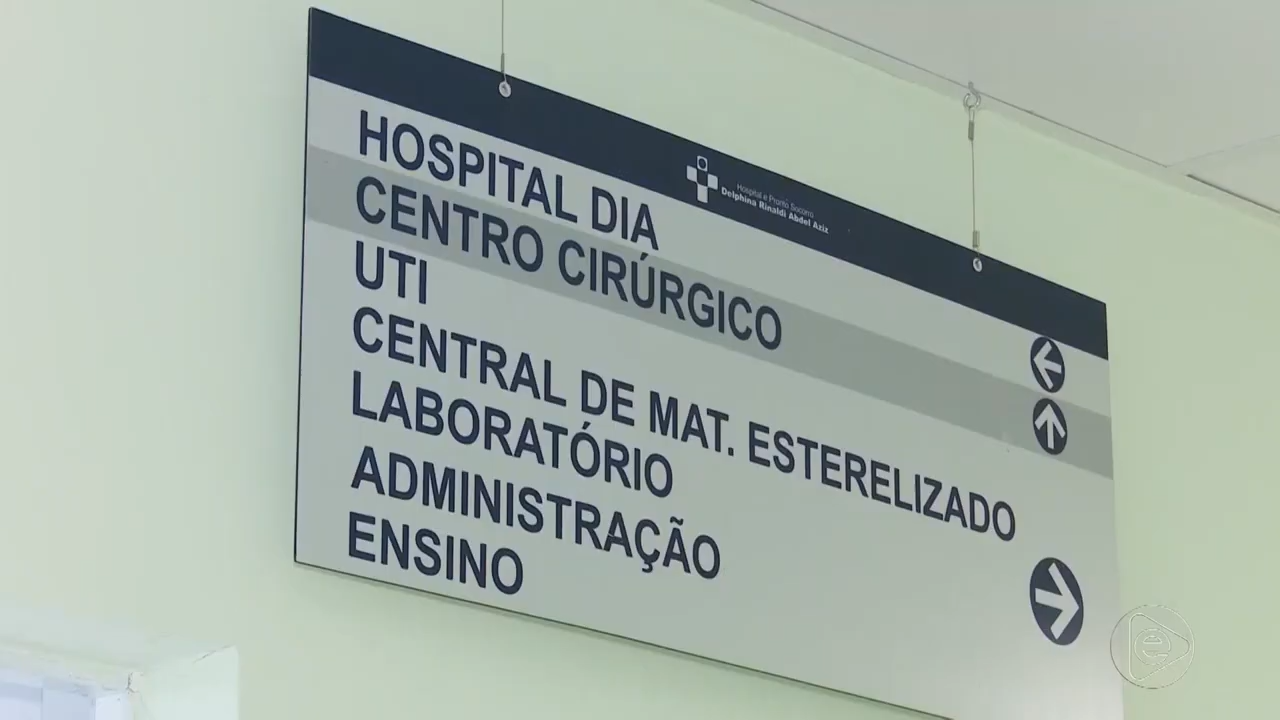 Hospital e Pronto Socorro
Delphina Rinaldi Abdel Aziz
HOSPITAL DIA
CENTRO CIRÚRGICO
UTI
CENTRAL DE MAT. ESTERELIZADO
LABORATÓRIO
ADMINISTRAÇÃO
ENSINO
e